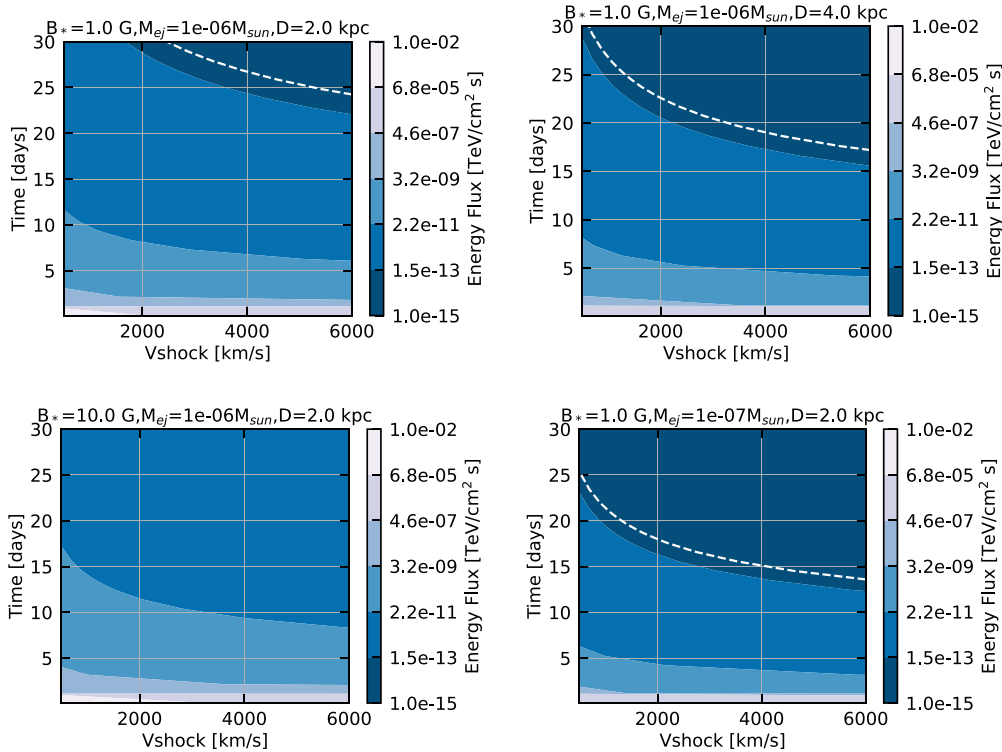 B*=1.0 G,M_ej=1e-06M_sun,D=2.0 kpc
30
25
20
15
10
5
Time [days]
2000 4000 6000
Vshock [km/s]
1.0e-02
6.8e-05
4.6e-07
3.2e-09
2.2e-11
1.5e-13
1.0e-15
Energy Flux [TeV/cm² s]
B*=1.0 G,M_ej=1e-06M_sun,D=4.0 kpc
30
25
20
15
10
5
Time [days]
2000 4000 6000
Vshock [km/s]
1.0e-02
6.8e-05
4.6e-07
3.2e-09
2.2e-11
1.5e-13
1.0e-15
Energy Flux [TeV/cm² s]
B*=10.0 G,M_ej=1e-06M_sun,D=2.0 kpc
30
25
20
15
10
5
Time [days]
2000 4000 6000
Vshock [km/s]
1.0e-02
6.8e-05
4.6e-07
3.2e-09
2.2e-11
1.5e-13
1.0e-15
Energy Flux [TeV/cm² s]
B*=1.0 G,M_ej=1e-07M_sun,D=2.0 kpc
30
25
20
15
10
5
Time [days]
2000 4000 6000
Vshock [km/s]
1.0e-02
6.8e-05
4.6e-07
3.2e-09
2.2e-11
1.5e-13
1.0e-15
Energy Flux [TeV/cm² s]